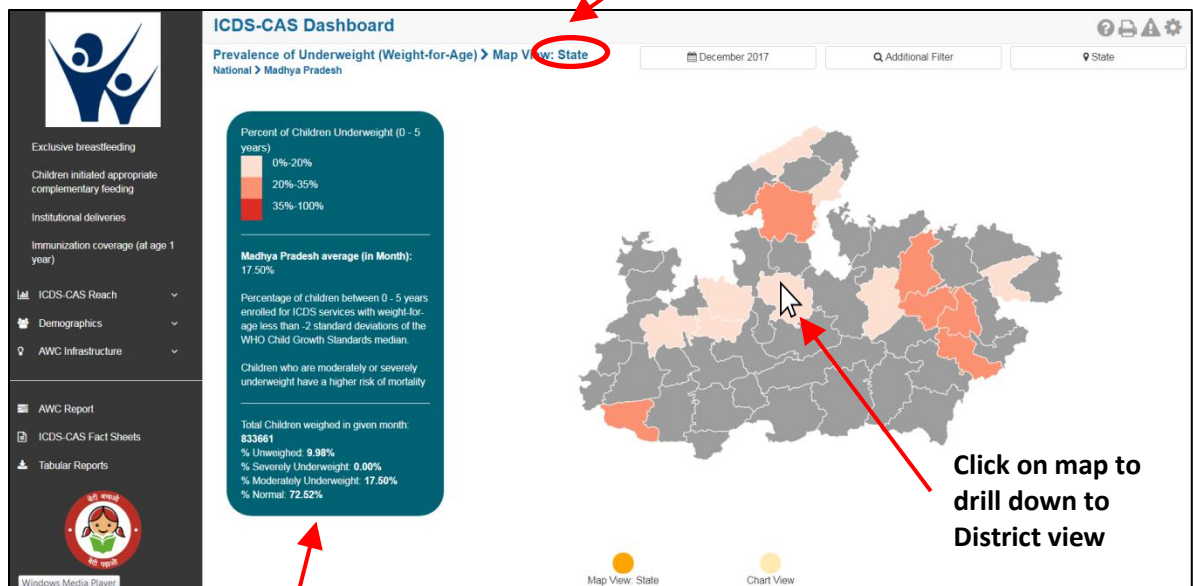 ICDS-CAS Dashboard
Prevalence of Underweight (Weight-for-Age) > Map View: State
National > Madhya Pradesh
December 2017
Additional Filter
State
Exclusive breastfeeding
Children initiated appropriate
complementary feeding
Institutional deliveries
Immunization coverage (at age 1
year)
ICDS-CAS Reach
Demographics
AWC Infrastructure
AWC Report
ICDS-CAS Fact Sheets
Tabular Reports
बेटी बचाओ
बेटी पढ़ाओ
Windows Media Player
Percent of Children Underweight (0 - 5
years)
0%-20%
20%-35%
35%-100%
Madhya Pradesh average (in Month):
17.50%
Percentage of children between 0 - 5 years
enrolled for ICDS services with weight-for-
age less than -2 standard deviations of the
WHO Child Growth Standards median.
Children who are moderately or severely
underweight have a higher risk of mortality
Total Children weighed in given month:
833661
% Unweighed: 9.98%
% Severely Underweight: 0.00%
% Moderately Underweight: 17.50%
% Normal: 72.52%
Click on map to
drill down to
District view
Map View: State
Chart View